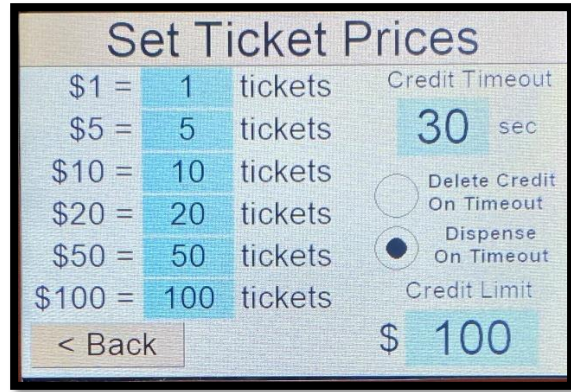 Set Ticket Prices
$1 = 1 tickets
$5 = 5 tickets
$10 = 10 tickets
$20 = 20 tickets
$50 = 50 tickets
$100 = 100 tickets
< Back
Credit Timeout
30 sec
Delete Credit
On Timeout
Dispense
On Timeout
Credit Limit
$ 100